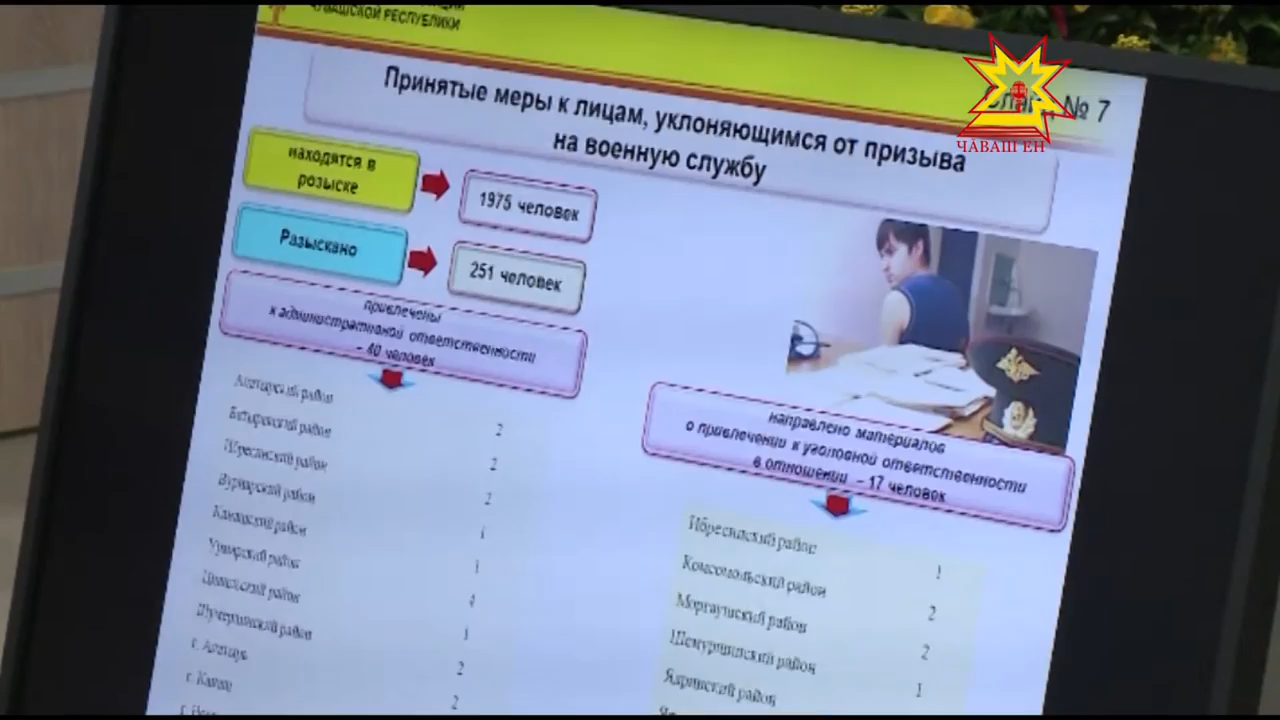 ЧУВАШСКОЙ РЕСПУБЛИКИ
№ 7
ЧӐВАШ ЕН
Принятые меры к лицам, уклоняющимся от призыва
на военную службу
находятся в
розыске
1975 человек
Разыскано
251 человек
привлечены
к административной ответственности
– 40 человек
Алатырский район
2
Батыревский район
2
Ибресинский район
2
Вурнарский район
1
Канашский район
1
Урмарский район
4
район
1
район
2
г. Алатырь
2
г. Канаш
направлено материалов
о привлечении к уголовной ответственности
в отношении – 17 человек
Ибресинский район
1
Комсомольский район
2
Моргаушский район
2
Шемуршинский район
1
Ядринский район